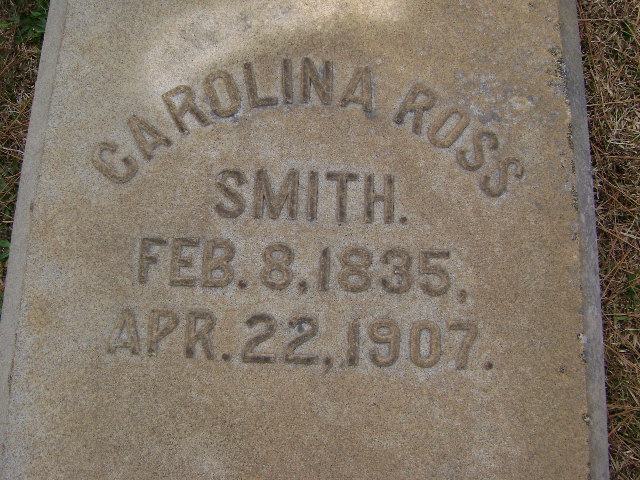 CAROLINA ROSS
SMITH.
FEB. 8, 1835,
APR. 22, 1907.